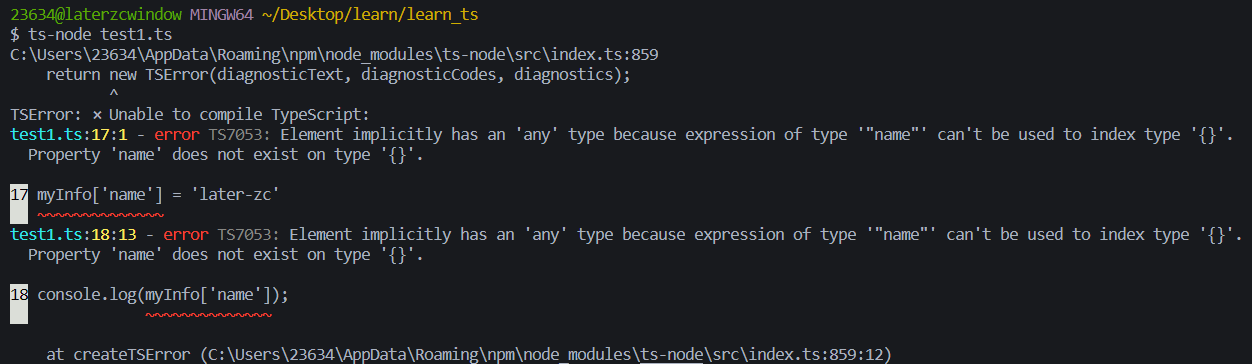 23634@laterzcwindow MINGW64 ~/Desktop/learn/learn_ts
$ ts-node test1.ts
C:\Users\23634\AppData\Roaming\npm\node_modules\ts-node\src\index.ts:859
    return new TSError(diagnosticText, diagnosticCodes, diagnostics);
           ^
TSError: ⨯ Unable to compile TypeScript:
test1.ts:17:1 - error TS7053: Element implicitly has an 'any' type because expression of type '"name"' can't be used to index type '{}'.
  Property 'name' does not exist on type '{}'.
17 myInfo['name'] = 'later-zc'
   ~~~~~~~~~~~~~~
test1.ts:18:13 - error TS7053: Element implicitly has an 'any' type because expression of type '"name"' can't be used to index type '{}'.
  Property 'name' does not exist on type '{}'.
18 console.log(myInfo['name']);
               ~~~~~~~~~~~~~~
    at createTSError (C:\Users\23634\AppData\Roaming\npm\node_modules\ts-node\src\index.ts:859:12)